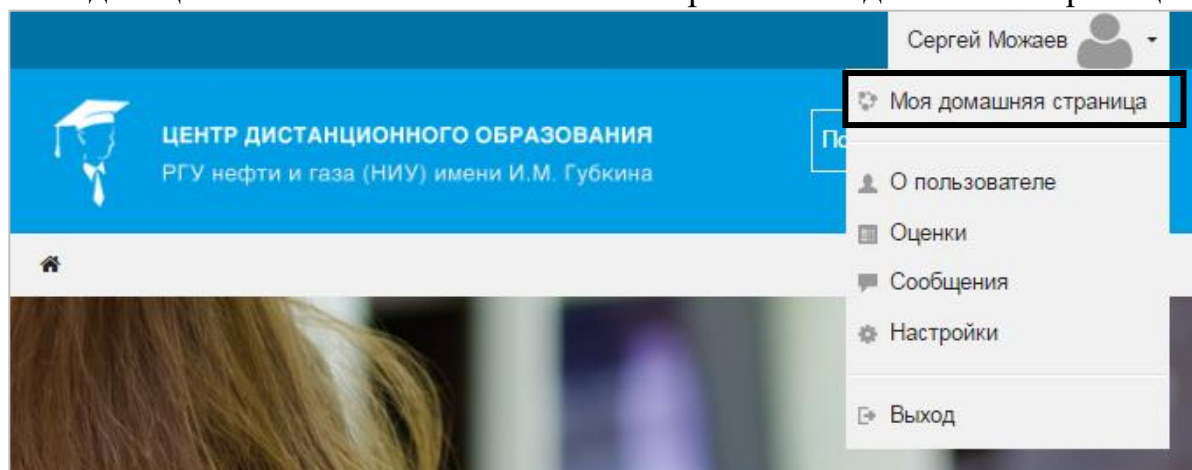 Сергей Можаев
Моя домашняя страница
ЦЕНТР ДИСТАНЦИОННОГО ОБРАЗОВАНИЯ
РГУ нефти и газа (НИУ) имени И.М. Губкина
О пользователе
Оценки
Сообщения
Настройки
Выход